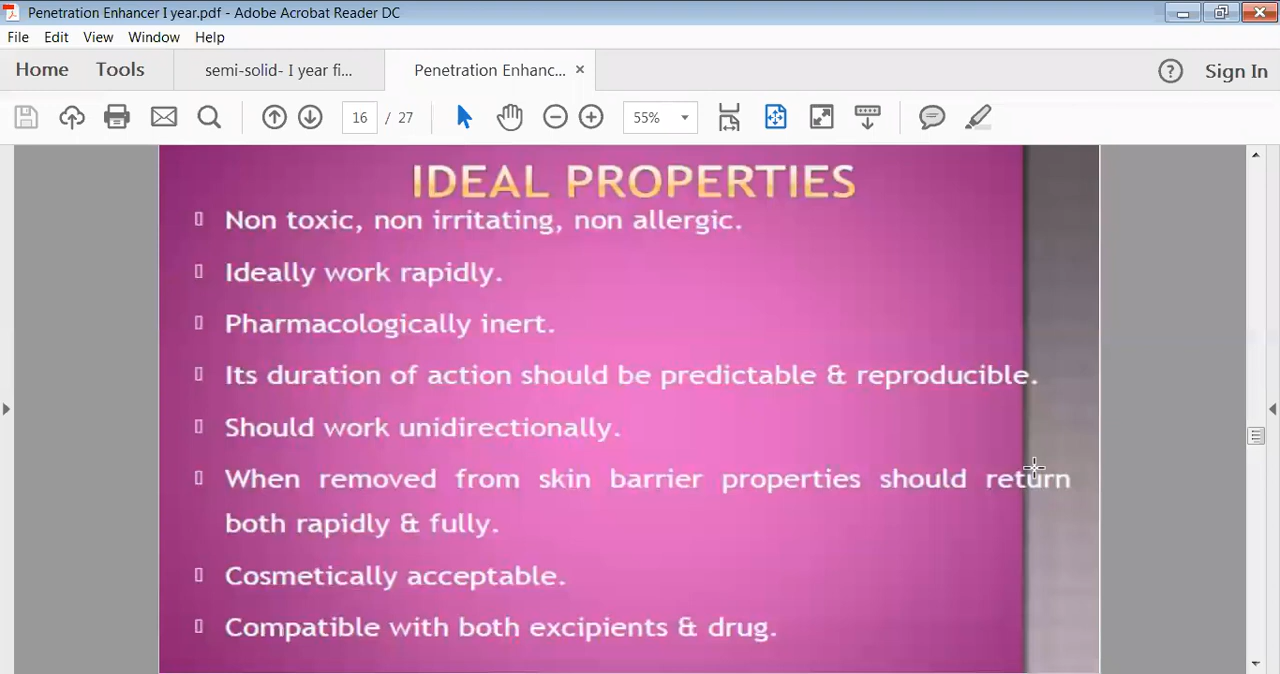 Penetration Enhancer I year.pdf - Adobe Acrobat Reader DC
File Edit View Window Help
Home Tools semi-solid- I year fi... Penetration Enhanc... × Sign In
16 / 27 55%
IDEAL PROPERTIES
Non toxic, non irritating, non allergic.
Ideally work rapidly.
Pharmacologically inert.
Its duration of action should be predictable & reproducible.
Should work unidirectionally.
When removed from skin barrier properties should return
both rapidly & fully.
Cosmetically acceptable.
Compatible with both excipients & drug.